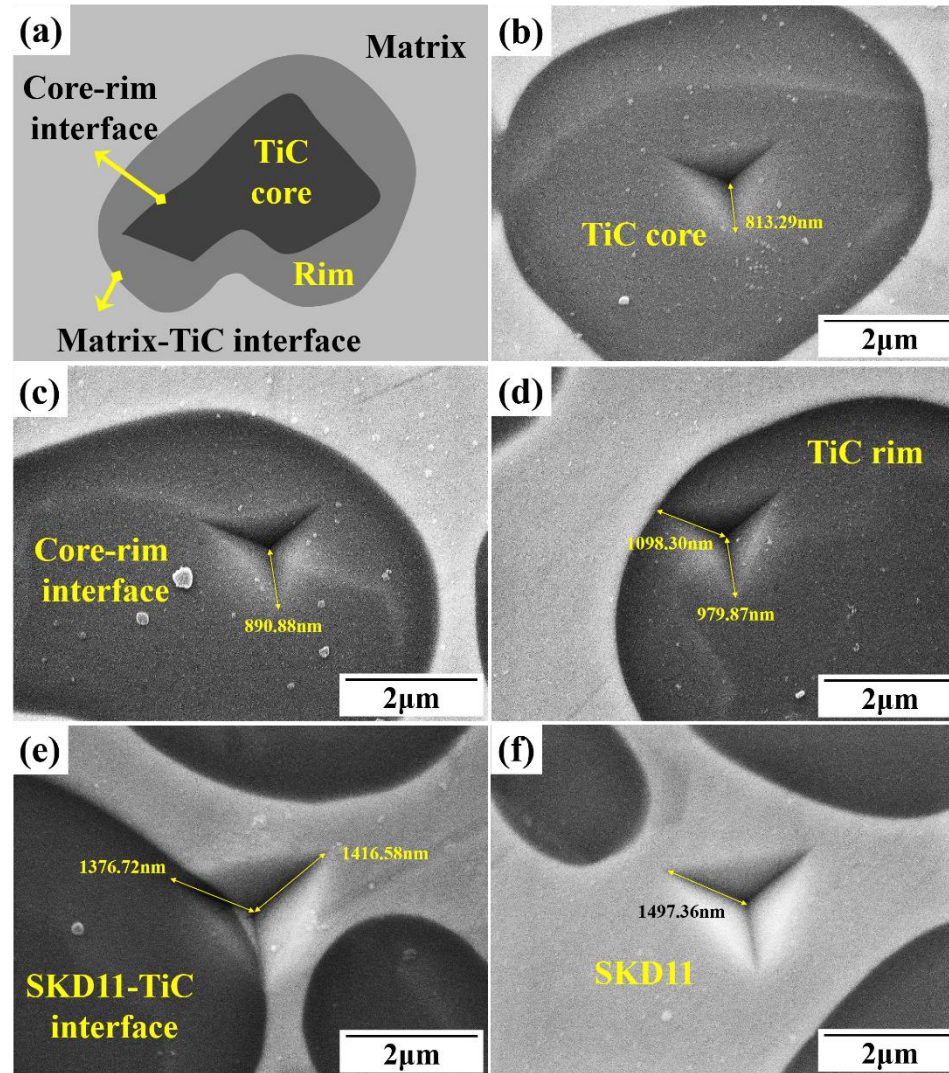 (a)
Matrix
Core-rim
interface
TiC
core
Rim
Matrix-TiC interface
(b)
TiC core
813.29nm
2μm
(c)
Core-rim
interface
890.88nm
2μm
(d)
TiC rim
1098.30nm
979.87nm
2μm
(e)
1376.72nm
1416.58nm
SKD11-TiC
interface
2μm
(f)
1497.36nm
SKD11
2μm